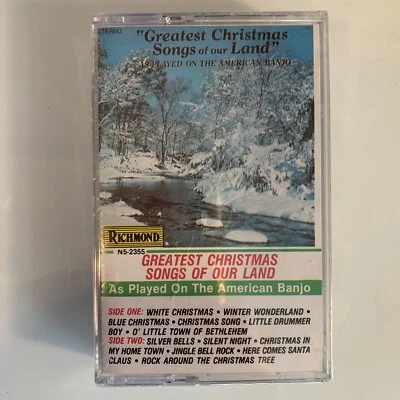 STEREO
"Greatest Christmas
Songs of our Land"
AS PLAYED ON THE AMERICAN BANJO
RICHMOND
N5-2355
GREATEST CHRISTMAS
SONGS OF OUR LAND
As Played On The American Banjo
SIDE ONE: WHITE CHRISTMAS • WINTER WONDERLAND •
BLUE CHRISTMAS • CHRISTMAS SONG • LITTLE DRUMMER
BOY • O' LITTLE TOWN OF BETHLEHEM
SIDE TWO: SILVER BELLS • SILENT NIGHT • CHRISTMAS IN
MY HOME TOWN • JINGLE BELL ROCK • HERE COMES SANTA
CLAUS • ROCK AROUND THE CHRISTMAS TREE